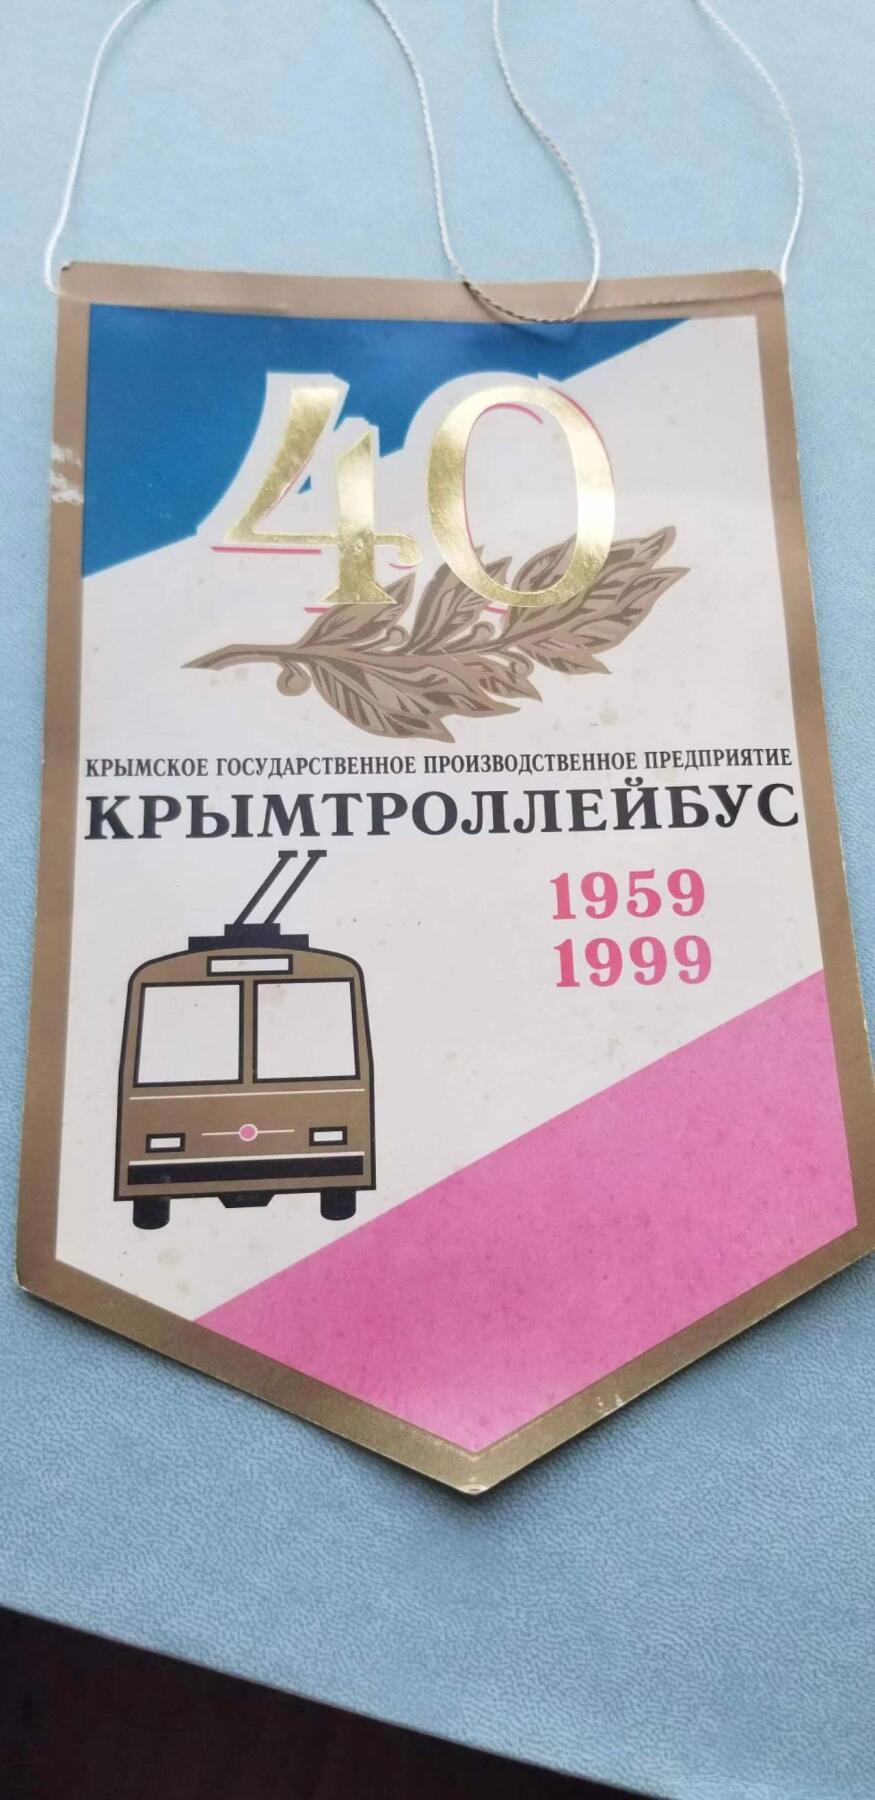 40
КРЫМСКОЕ ГОСУДАРСТВЕННОЕ ПРОИЗВОДСТВЕННОЕ ПРЕДПРИЯТИЕ
КРЫМТРОЛЛЕЙБУС
1959
1999